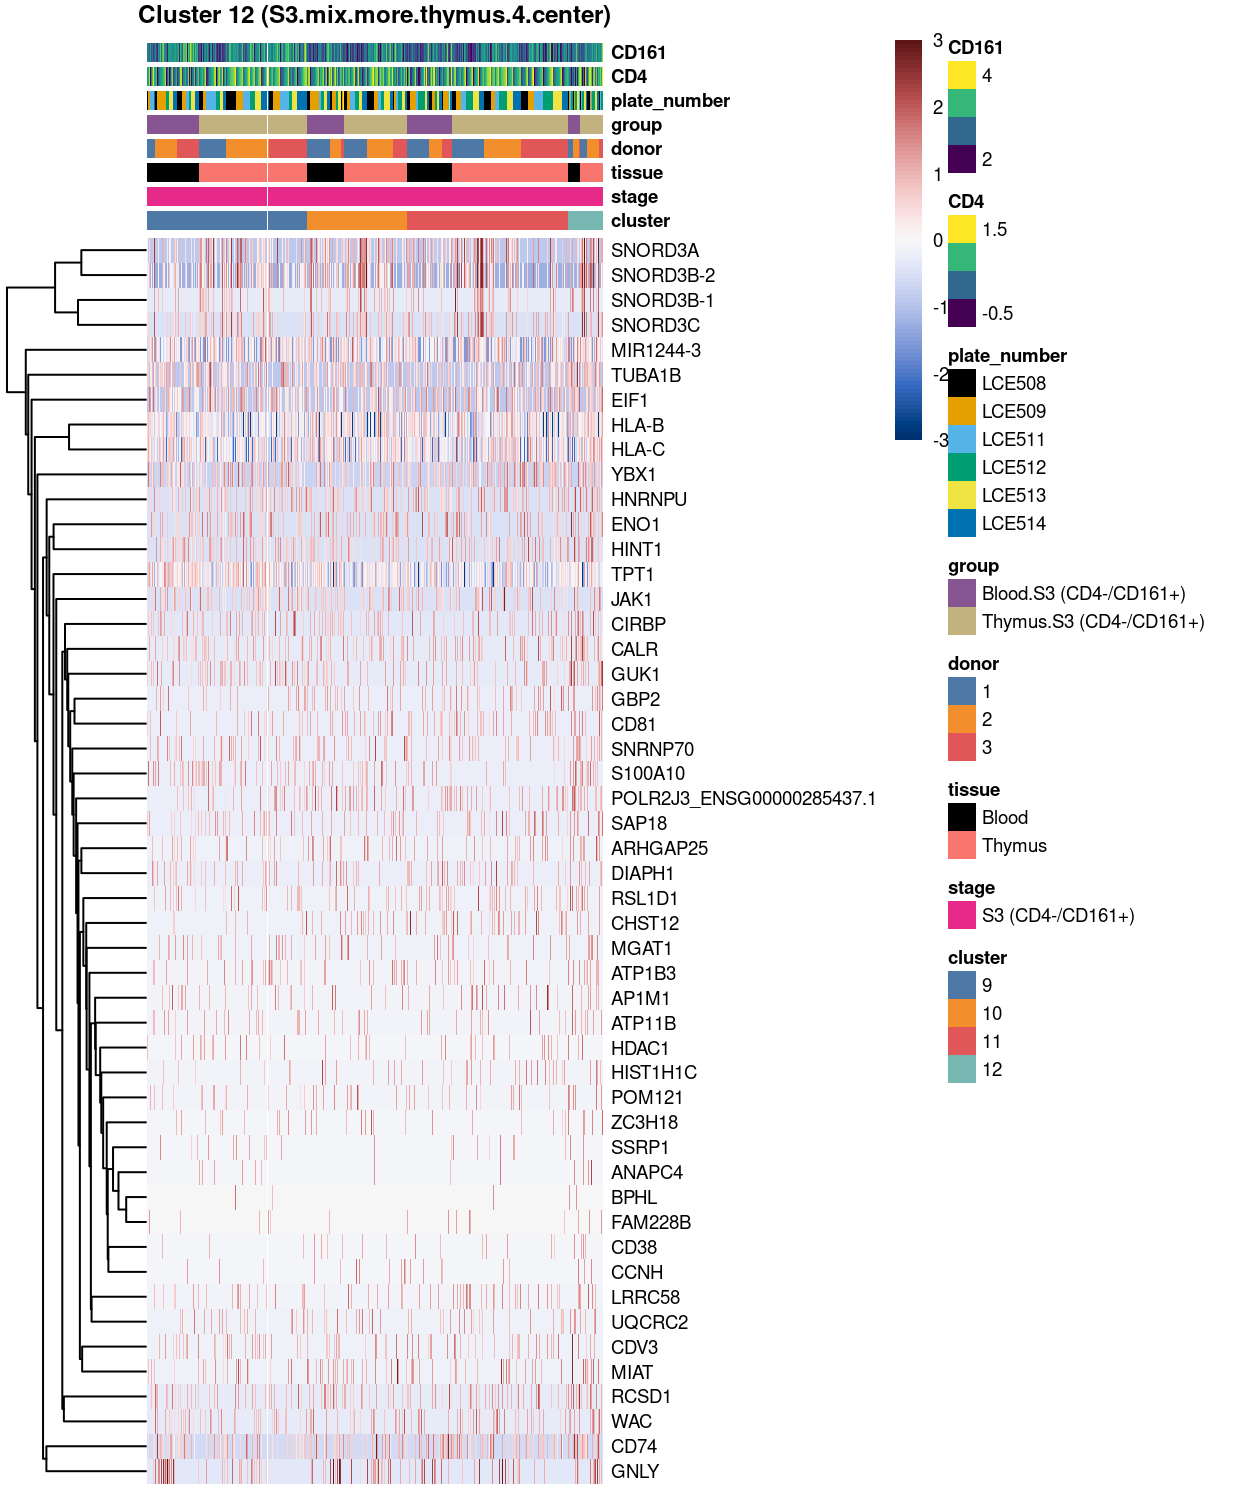 Cluster 12 (S3.mix.more.thymus.4.center)
CD161
CD4
plate_number
group
donor
tissue
stage
cluster
SNORD3A
SNORD3B-2
SNORD3B-1
SNORD3C
MIR1244-3
TUBA1B
EIF1
HLA-B
HLA-C
YBX1
HNRNPU
ENO1
HINT1
TPT1
JAK1
CIRBP
CALR
GUK1
GBP2
CD81
SNRNP70
S100A10
POLR2J3_ENSG00000285437.1
SAP18
ARHGAP25
DIAPH1
RSL1D1
CHST12
MGAT1
ATP1B3
AP1M1
ATP11B
HDAC1
HIST1H1C
POM121
ZC3H18
SSRP1
ANAPC4
BPHL
FAM228B
CD38
CCNH
LRRC58
UQCRC2
CDV3
MIAT
RCSD1
WAC
CD74
GNLY
3
2
1
0
-1
-2
-3
CD161
4
2
CD4
1.5
-0.5
plate_number
LCE508
LCE509
LCE511
LCE512
LCE513
LCE514
group
Blood.S3 (CD4-/CD161+)
Thymus.S3 (CD4-/CD161+)
donor
1
2
3
tissue
Blood
Thymus
stage
S3 (CD4-/CD161+)
cluster
9
10
11
12